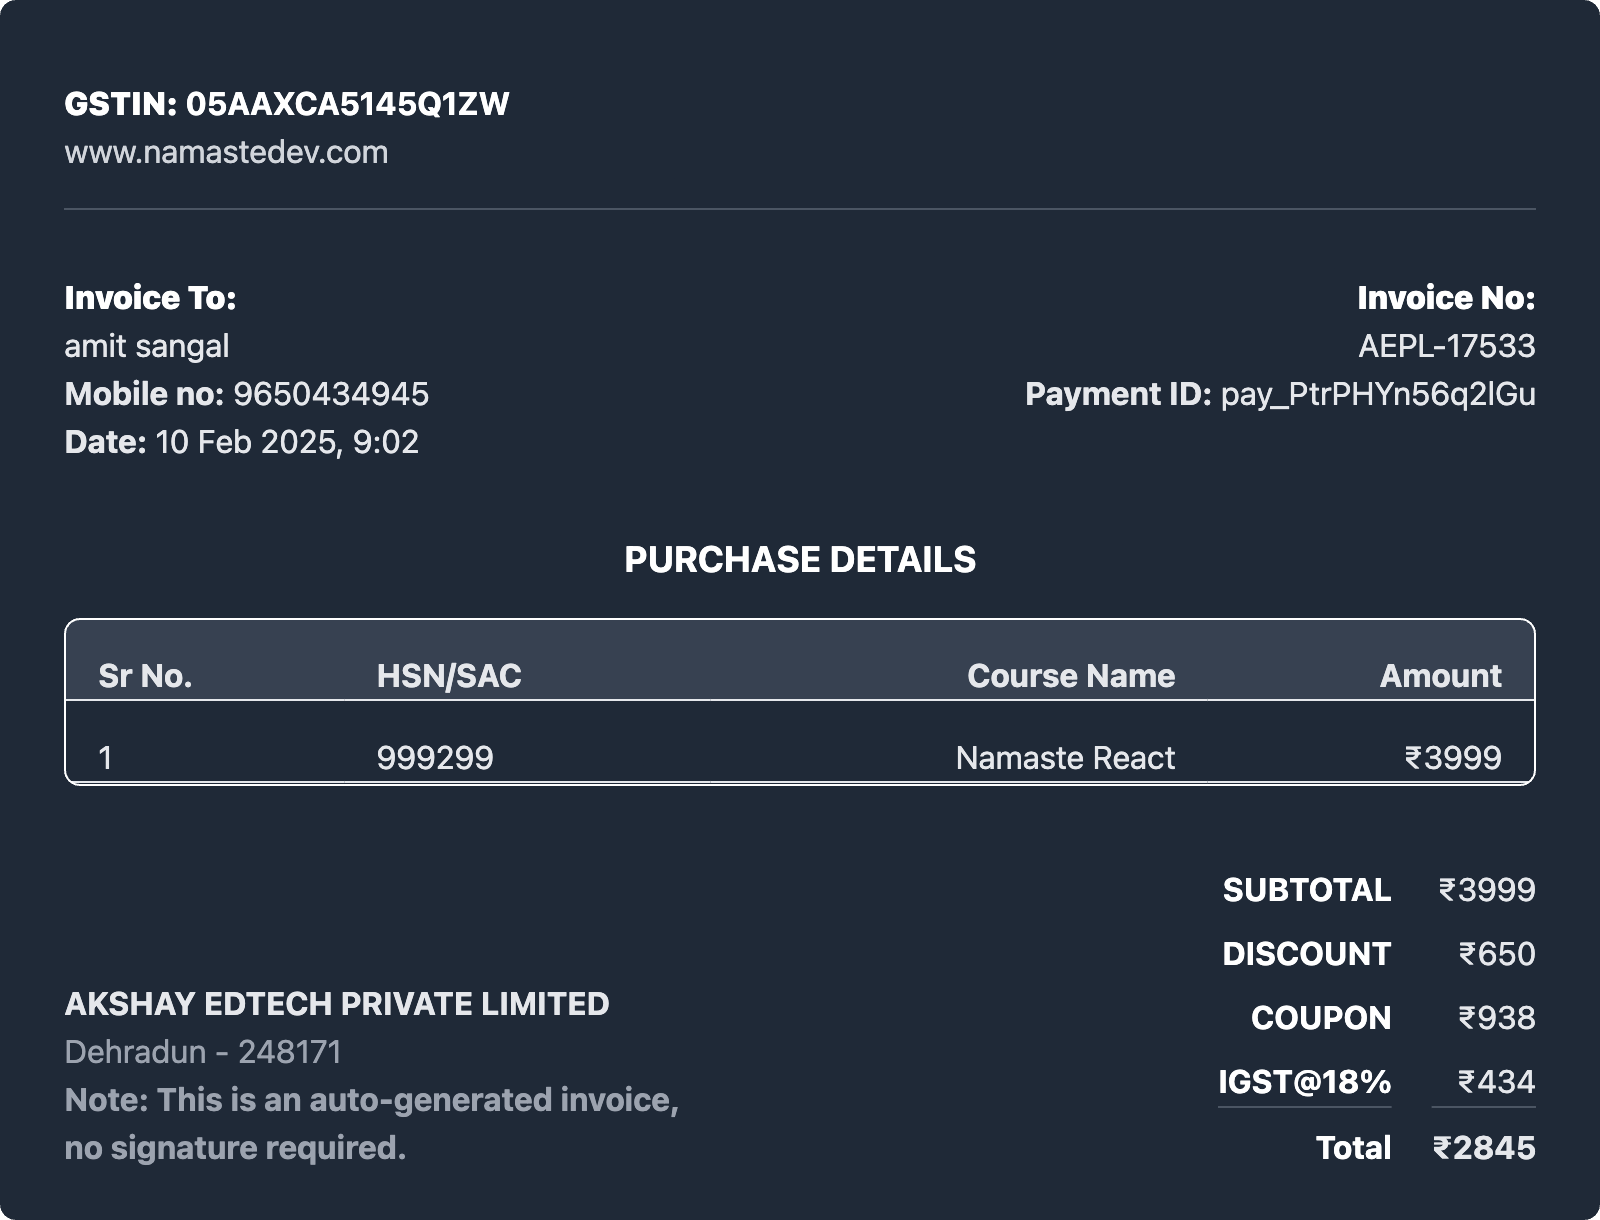 GSTIN: 05AAXCA5145Q1ZW
www.namastedev.com
Invoice To:
amit sangal
Mobile no: 9650434945
Date: 10 Feb 2025, 9:02
Invoice No:
AEPL-17533
Payment ID: pay_PtrPHYn56q2lGu
PURCHASE DETAILS
Sr No. HSN/SAC Course Name Amount
1 999299 Namaste React ₹3999
SUBTOTAL ₹3999
DISCOUNT ₹650
COUPON ₹938
IGST@18% ₹434
Total ₹2845
AKSHAY EDTECH PRIVATE LIMITED
Dehradun - 248171
Note: This is an auto-generated invoice,
no signature required.